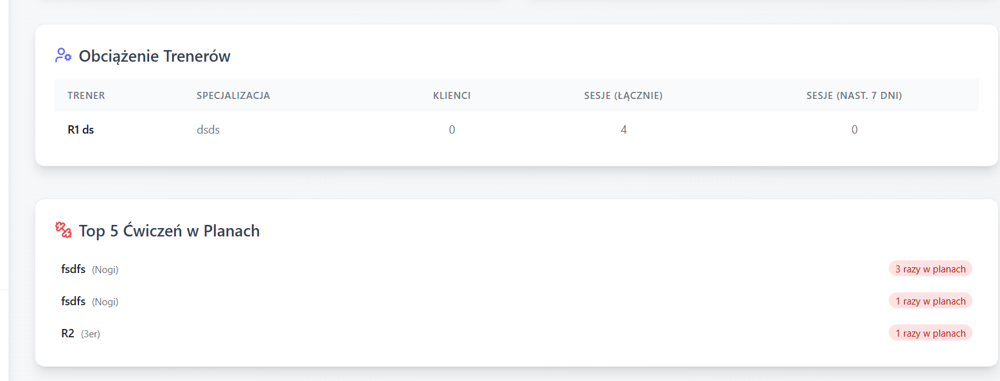 Obciążenie Trenerów
TRENER SPECJALIZACJA KLIENCI SESJE (ŁĄCZNIE) SESJE (NAST. 7 DNI)
R1 ds dsds 0 4 0
Top 5 Ćwiczeń w Planach
fsdfs (Nogi) 3 razy w planach
fsdfs (Nogi) 1 razy w planach
R2 (3er) 1 razy w planach